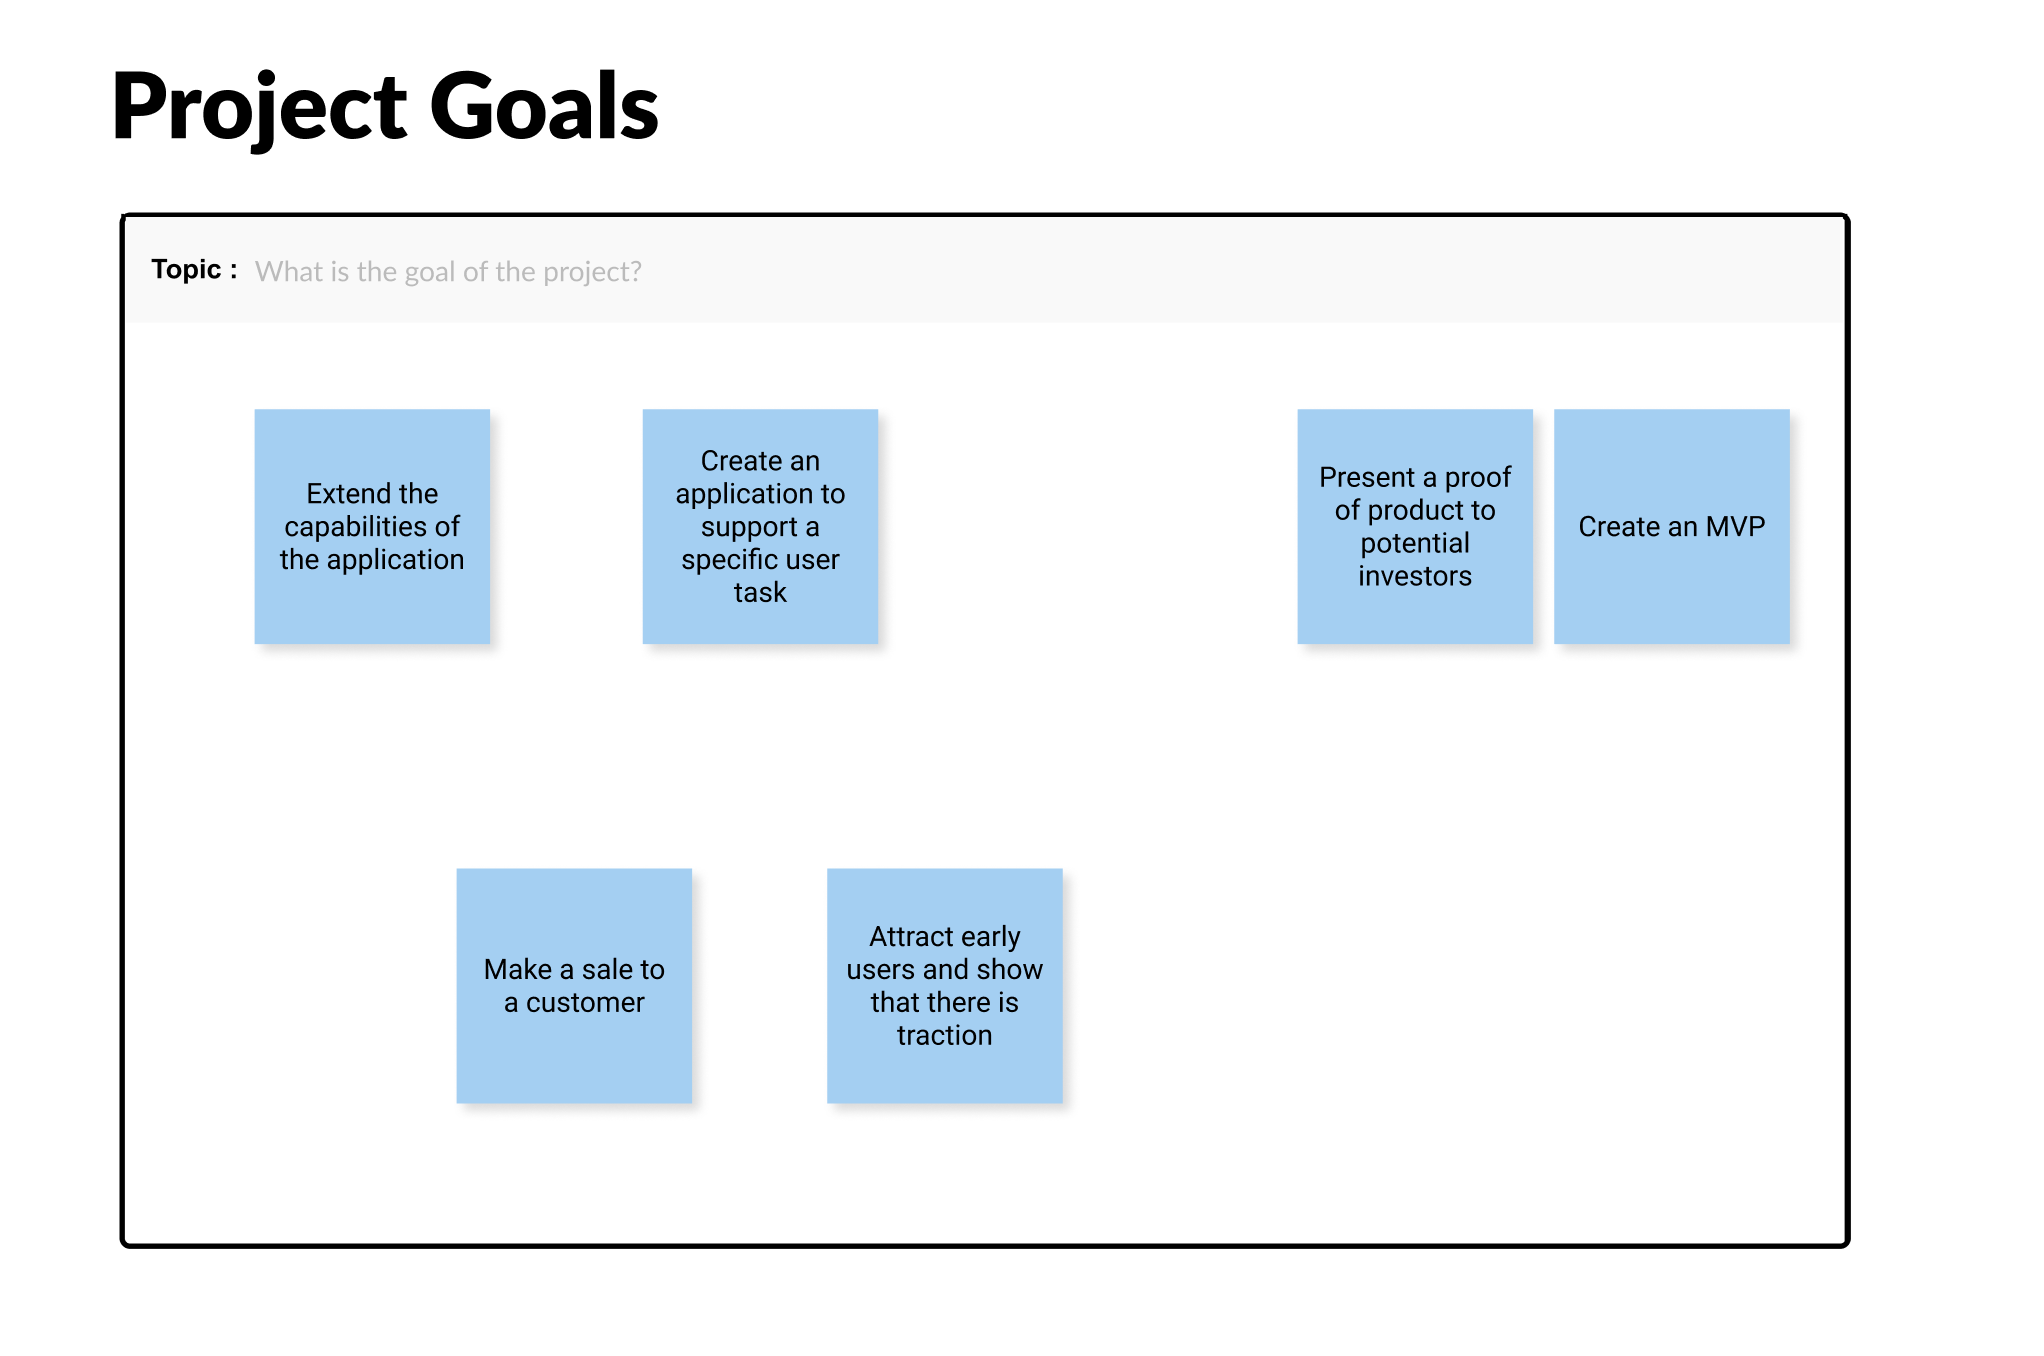 Project Goals
Topic : What is the goal of the project?
Extend the
capabilities of
the application
Create an
application to
support a
specific user
task
Present a proof
of product to
potential
investors
Create an MVP
Make a sale to
a customer
Attract early
users and show
that there is
traction